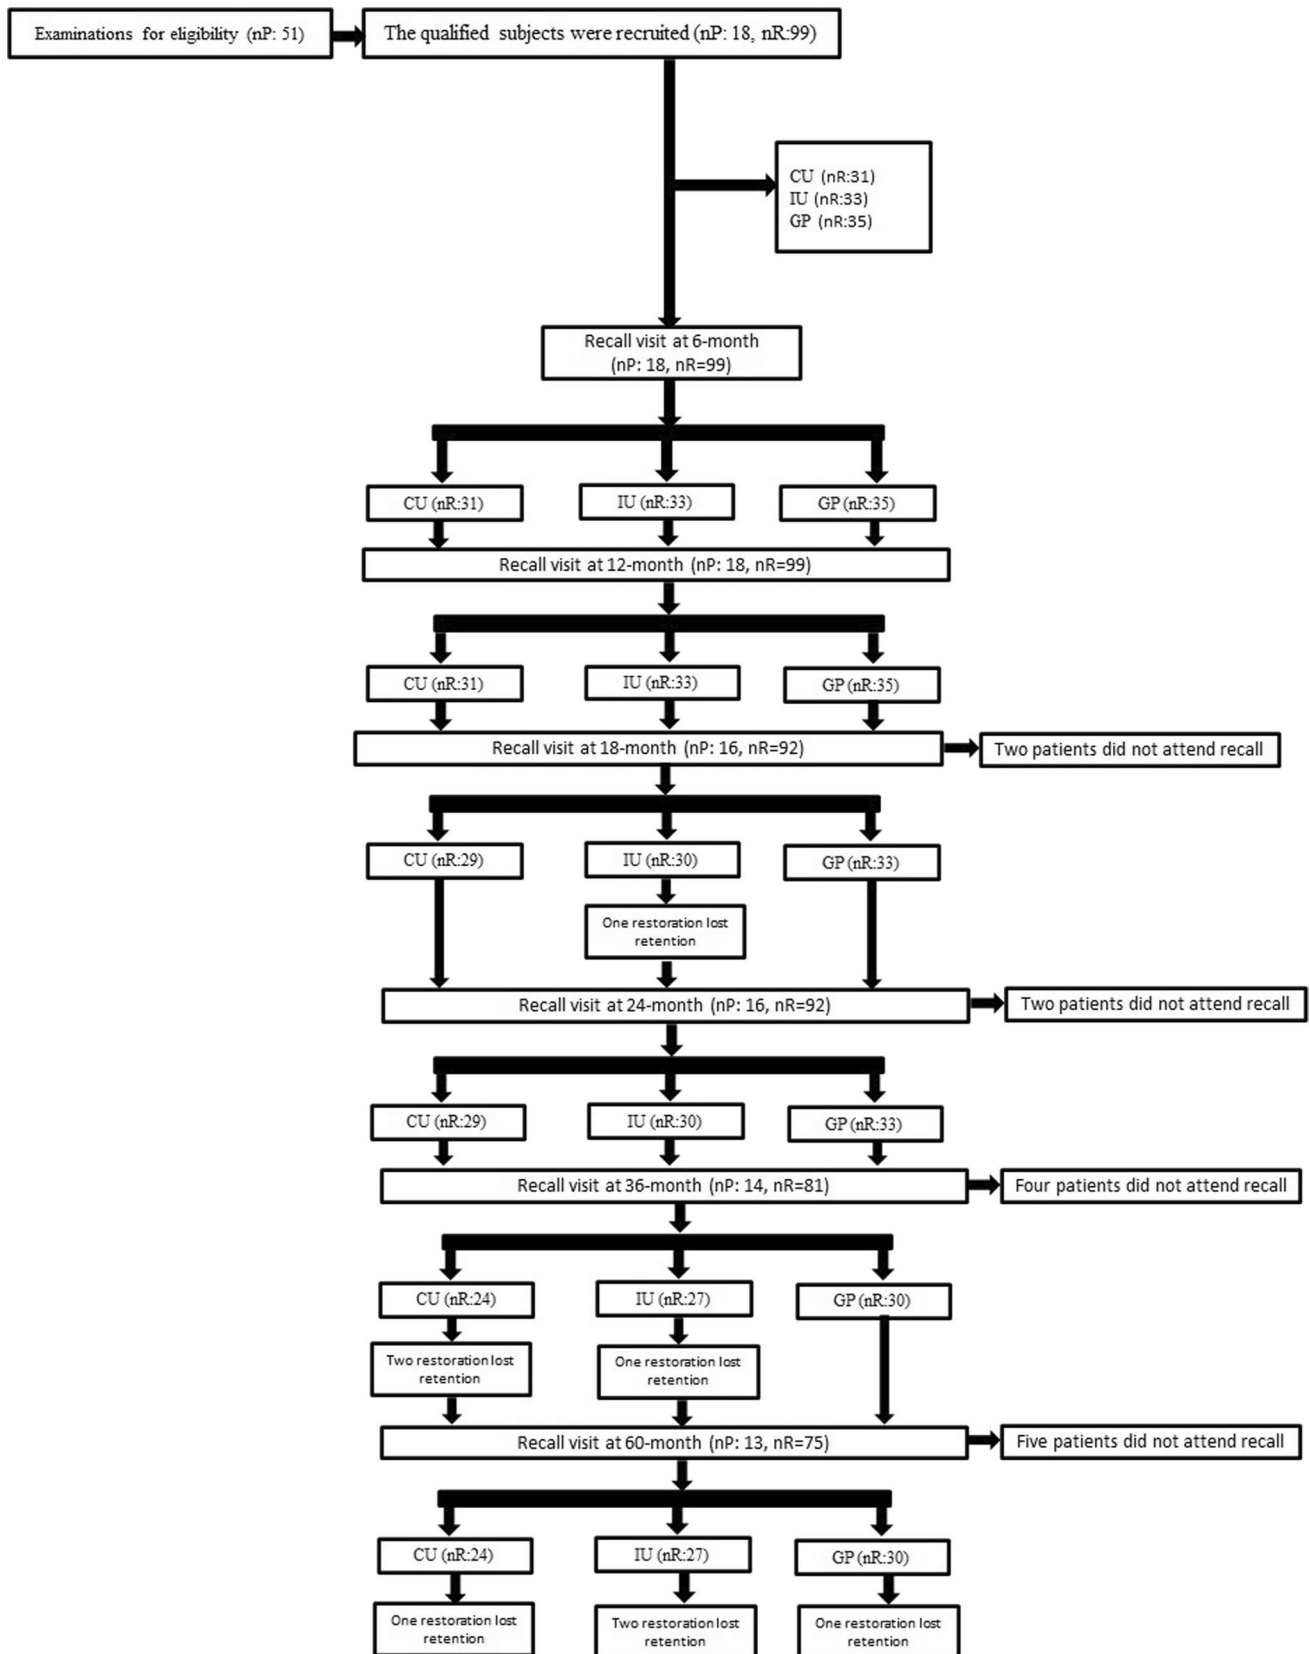 Examinations for eligibility (nP: 51)
The qualified subjects were recruited (nP: 18, nR:99)
CU (nR:31)
IU (nR:33)
GP (nR:35)
Recall visit at 6-month
(nP: 18, nR=99)
CU (nR:31)
IU (nR:33)
GP (nR:35)
Recall visit at 12-month (nP: 18, nR=99)
CU (nR:31)
IU (nR:33)
GP (nR:35)
Recall visit at 18-month (nP: 16, nR=92)
Two patients did not attend recall
CU (nR:29)
IU (nR:30)
GP (nR:33)
One restoration lost
retention
Recall visit at 24-month (nP: 16, nR=92)
Two patients did not attend recall
CU (nR:29)
IU (nR:30)
GP (nR:33)
Recall visit at 36-month (nP: 14, nR=81)
Four patients did not attend recall
CU (nR:24)
IU (nR:27)
GP (nR:30)
Two restoration lost
retention
One restoration lost
retention
Recall visit at 60-month (nP: 13, nR=75)
Five patients did not attend recall
CU (nR:24)
IU (nR:27)
GP (nR:30)
One restoration lost
retention
Two restoration lost
retention
One restoration lost
retention